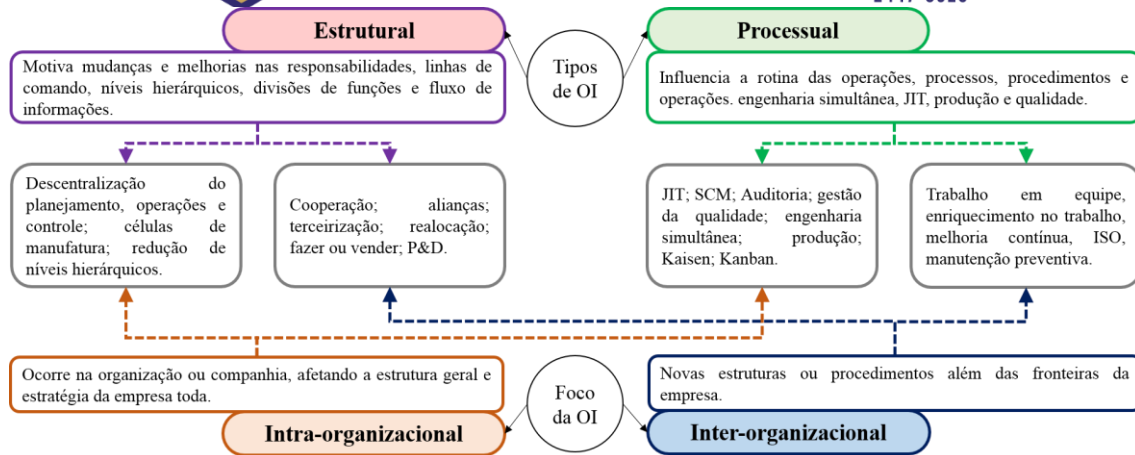 Estrutural
Processual
Tipos
de OI
Motiva mudanças e melhorias nas responsabilidades, linhas de
comando, níveis hierárquicos, divisões de funções e fluxo de
informações.
Influencia a rotina das operações, processos, procedimentos e
operações. engenharia simultânea, JIT, produção e qualidade.
Descentralização do
planejamento, operações e
controle; células de
manufatura; redução de
níveis hierárquicos.
Cooperação; alianças;
terceirização; realocação;
fazer ou vender; P&D.
JIT; SCM; Auditoria; gestão
da qualidade; engenharia
simultânea; produção;
Kaisen; Kanban.
Trabalho em equipe,
enriquecimento no trabalho,
melhoria contínua, ISO,
manutenção preventiva.
Ocorre na organização ou companhia, afetando a estrutura geral e
estratégia da empresa toda.
Foco
da OI
Novas estruturas ou procedimentos além das fronteiras da
empresa.
Intra-organizacional
Inter-organizacional